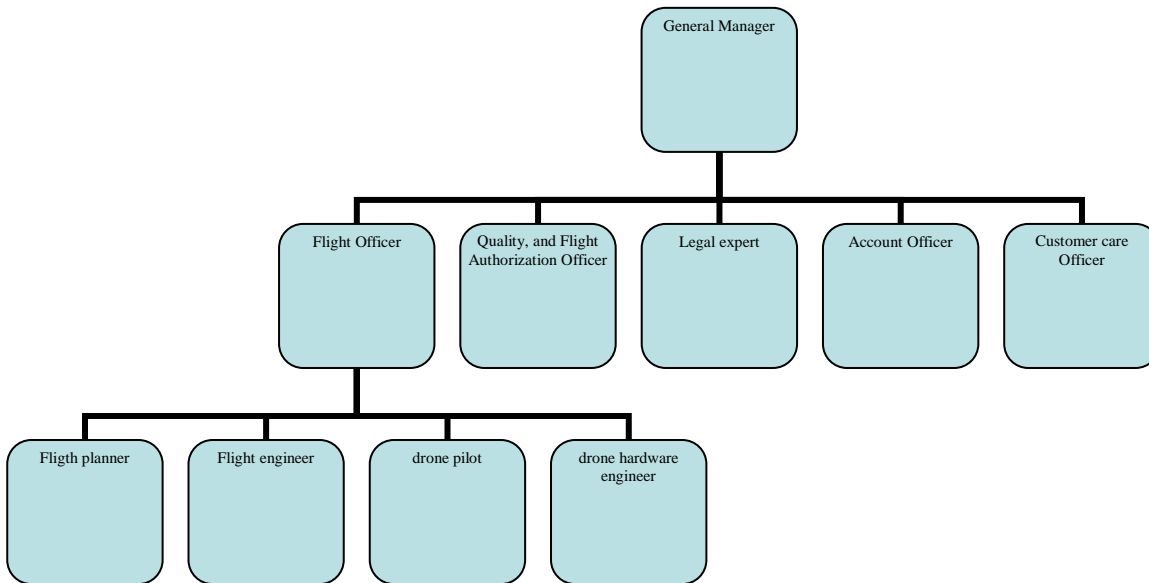 General Manager
Flight Officer
Quality, and Flight
Authorization Officer
Legal expert
Account Officer
Customer care
Officer
Fligth planner
Flight engineer
drone pilot
drone hardware
engineer